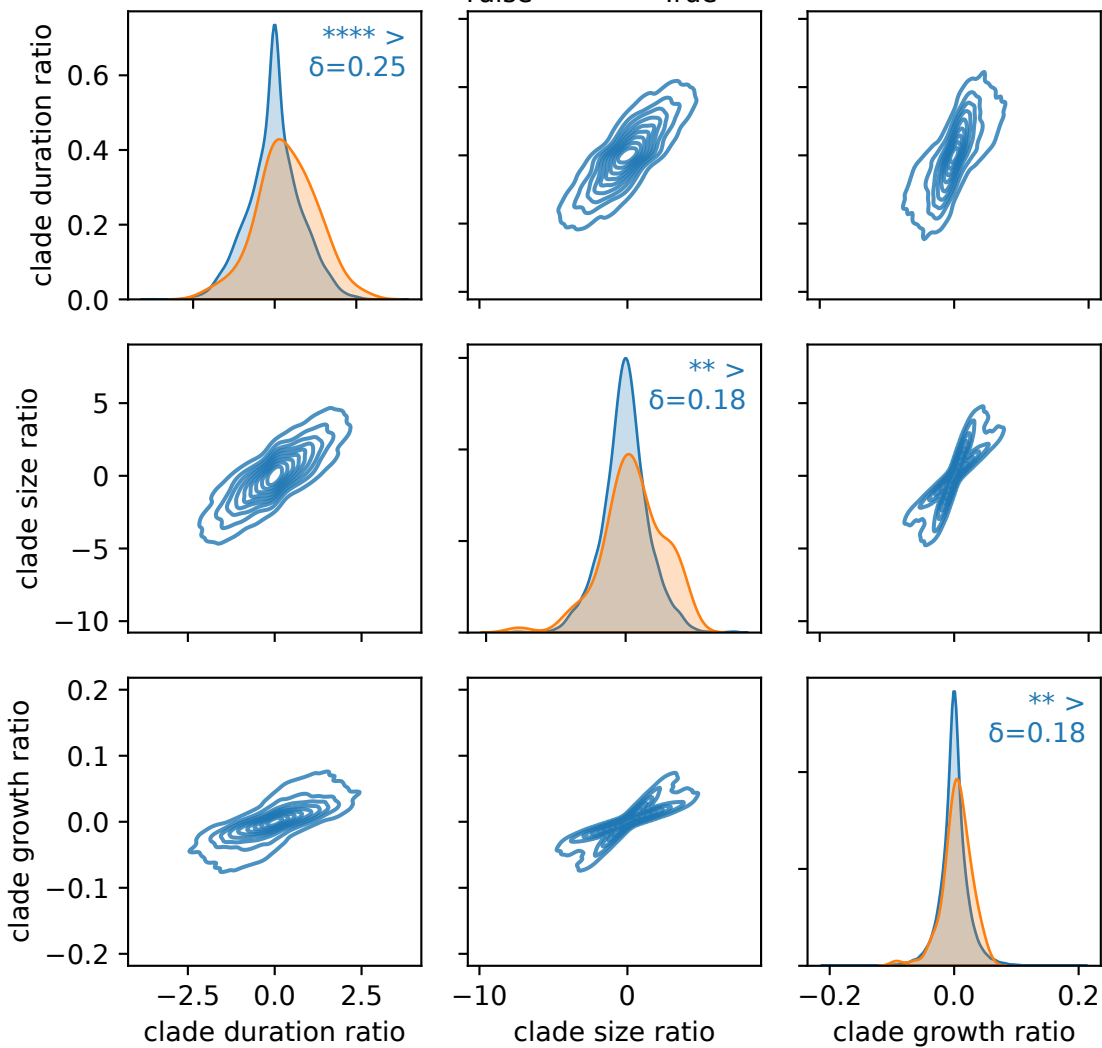 True
clade duration ratio
0.6
0.4
0.2
0.0
**** >
δ=0.25
clade size ratio
5
0
−5
−10
** >
δ=0.18
clade growth ratio
0.2
0.1
0.0
−0.1
−0.2
** >
δ=0.18
−2.5
0.0
2.5
−10
0
−0.2
0.0
0.2
clade duration ratio
clade size ratio
clade growth ratio